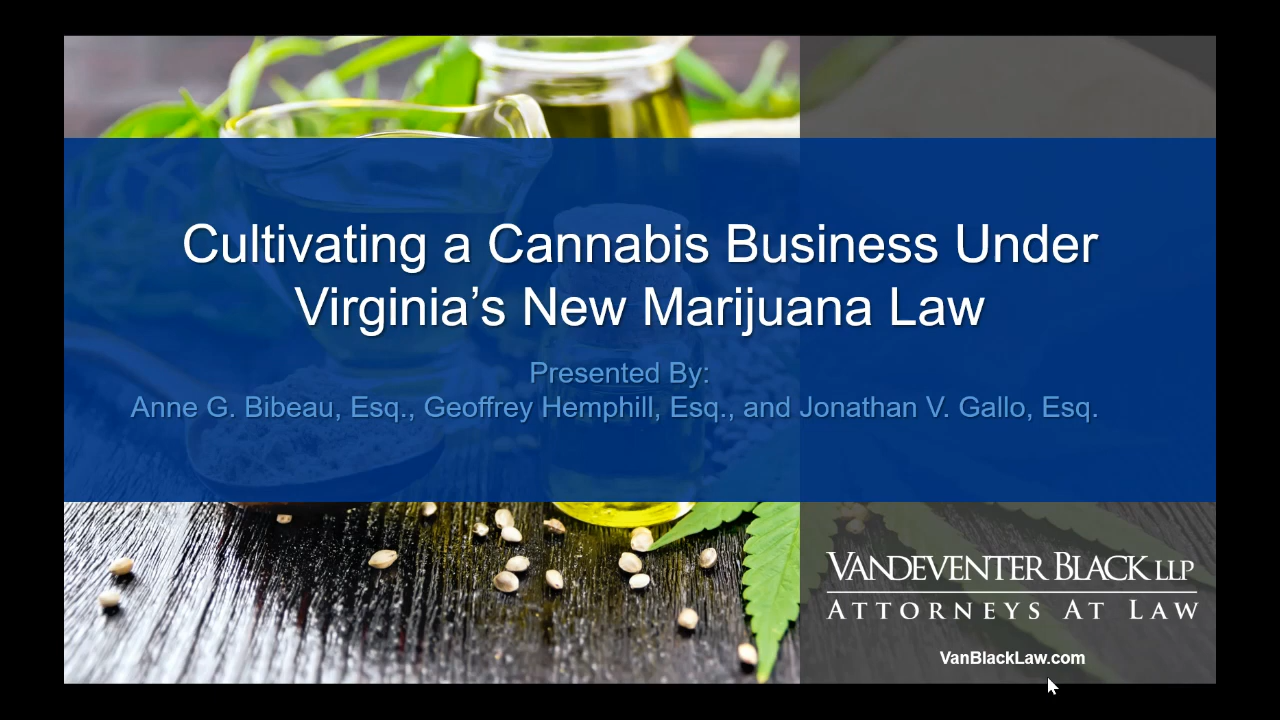 Cultivating a Cannabis Business Under
Virginia’s New Marijuana Law
Presented By:
Anne G. Bibeau, Esq., Geoffrey Hemphill, Esq., and Jonathan V. Gallo, Esq.
VANDEVENTER BLACK LLP
ATTORNEYS AT LAW
VanBlackLaw.com